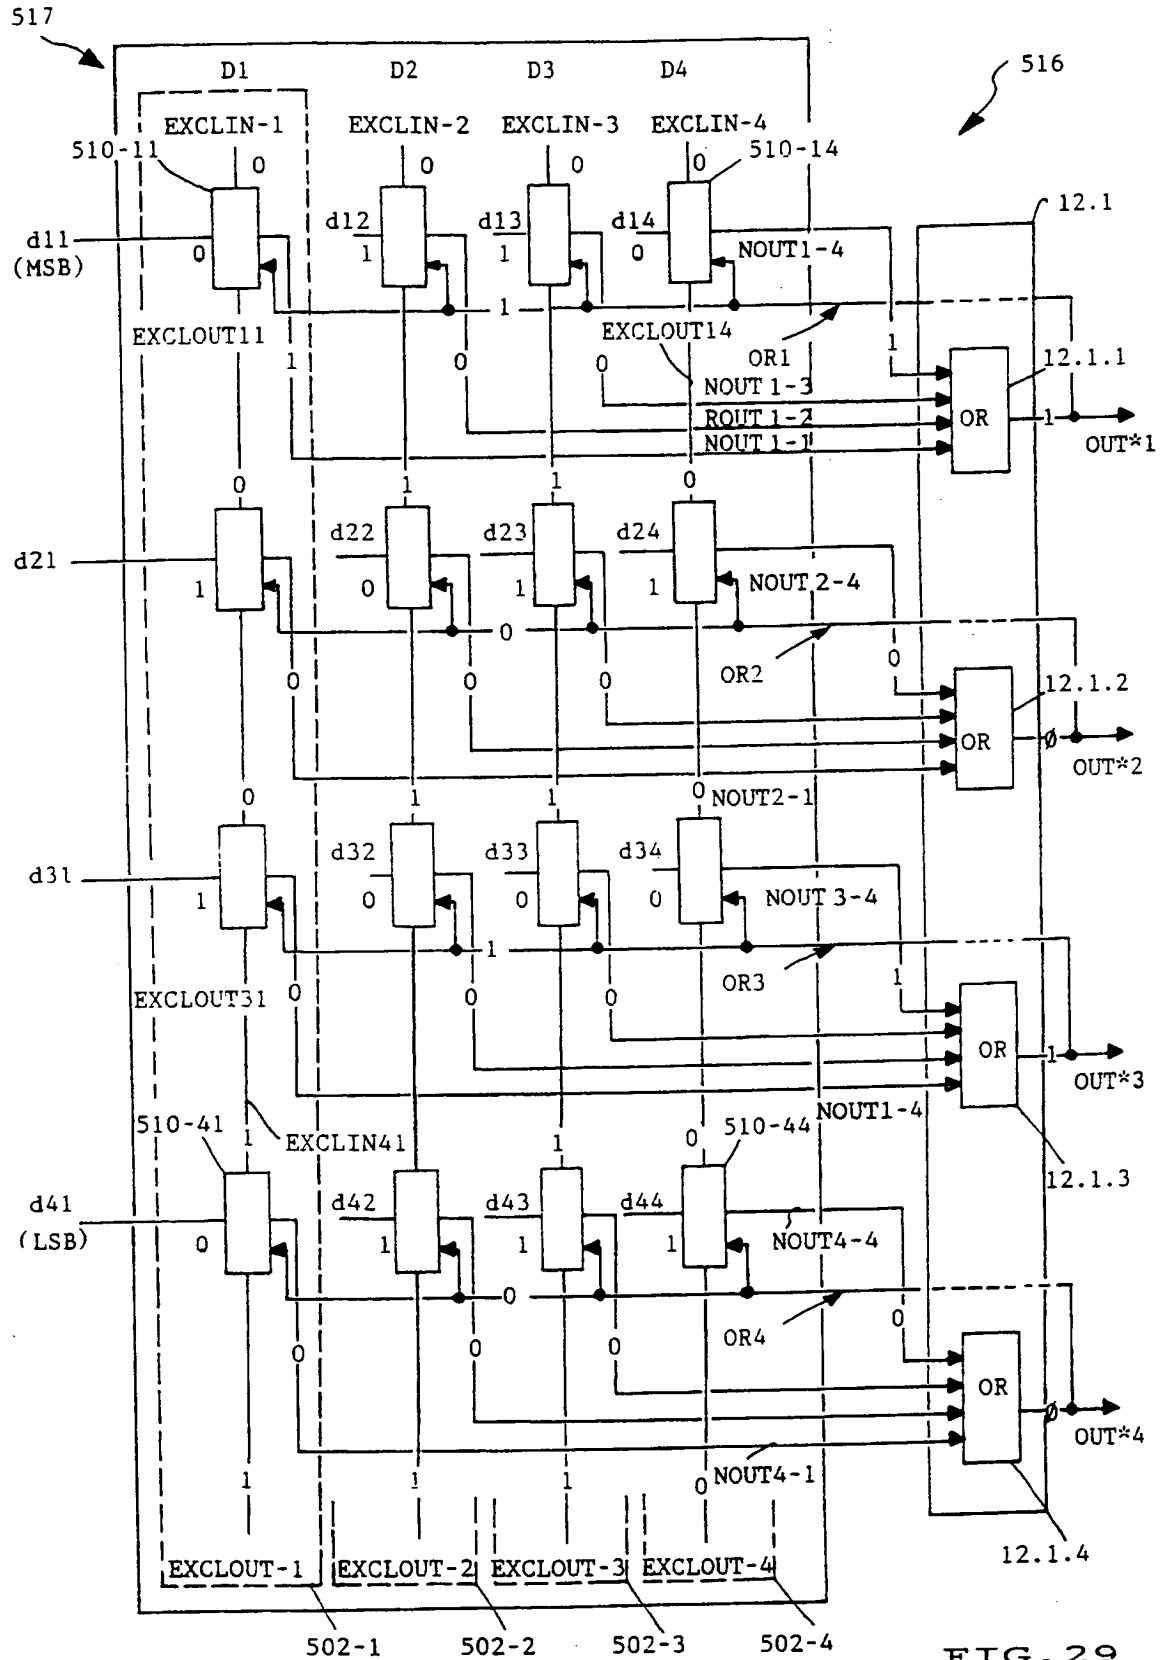 517
516
D1 D2 D3 D4
EXCLIN-1 EXCLIN-2 EXCLIN-3 EXCLIN-4
510-11 0 0 0 0 510-14
12.1
d11 0 d12 1 d13 1 d14 0 NOUT1-4
(MSB)
1
EXCLOUT11 EXCLOUT14 OR1
1 0 0 1
12.1.1
NOUT 1-3
ROUT 1-2 OR 1
NOUT 1-1 OUT*1
0 1 1 0
d21 d22 d23 d24
1 0 1 1 NOUT 2-4
0
OR2
0 0 0 0
12.1.2
OR 0
OUT*2
0 1 1 0 NOUT2-1
d31 d32 d33 d34
1 0 0 0 NOUT 3-4
1
OR3
EXCLOUT31 0 0 0 1
OR 1
OUT*3
NOUT1-4
510-41 1 EXCLIN41 1 0 510-44
12.1.3
d41 d42 d43 d44
(LSB) 0 1 1 1 NOUT4-4
0
OR4
0 0 0 0
OR 0
OUT*4
NOUT4-1
1 1 1 0
12.1.4
EXCLOUT-1 EXCLOUT-2 EXCLOUT-3 EXCLOUT-4
502-1 502-2 502-3 502-4
FIG.29